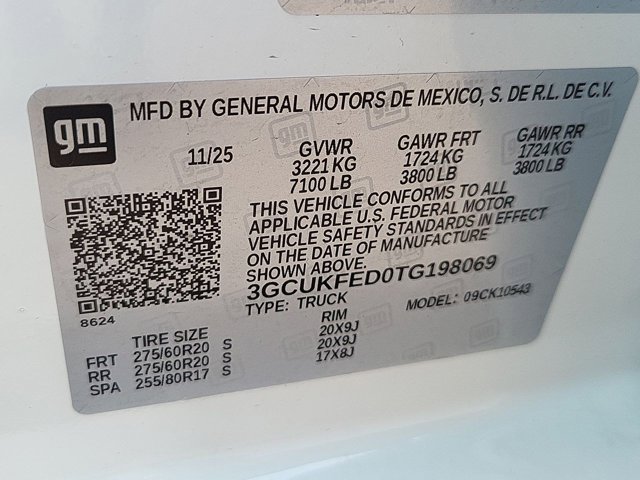 gm
MFD BY GENERAL MOTORS DE MEXICO, S. DE R.L. DE C.V.
11/25 GVWR GAWR FRT GAWR RR
3221 KG 1724 KG 1724 KG
7100 LB 3800 LB 3800 LB
THIS VEHICLE CONFORMS TO ALL
APPLICABLE U.S. FEDERAL MOTOR
VEHICLE SAFETY STANDARDS IN EFFECT
ON THE DATE OF MANUFACTURE
SHOWN ABOVE.
3GCUKFED0TG198069
TYPE: TRUCK MODEL: 09CK10543
8624
TIRE SIZE RIM
FRT 275/60R20 S 20X9J
RR 275/60R20 S 20X9J
SPA 255/80R17 S 17X8J